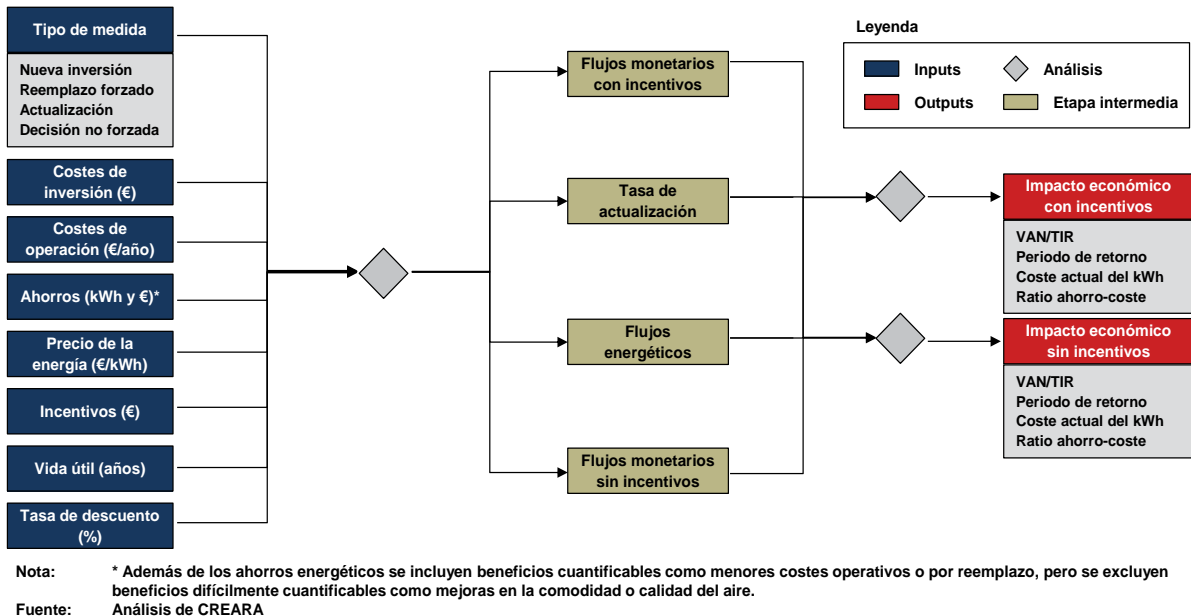 Tipo de medida
Nueva inversión
Reemplazo forzado
Actualización
Decisión no forzada
Costes de
inversión (€)
Costes de
operación (€/año)
Ahorros (kWh y €)*
Precio de la
energía (€/kWh)
Incentivos (€)
Vida útil (años)
Tasa de descuento
(%)
Flujos monetarios
con incentivos
Tasa de
actualización
Flujos
energéticos
Flujos monetarios
sin incentivos
Leyenda
Inputs
Análisis
Outputs
Etapa intermedia
Impacto económico
con incentivos
VAN/TIR
Periodo de retorno
Coste actual del kWh
Ratio ahorro-coste
Impacto económico
sin incentivos
VAN/TIR
Periodo de retorno
Coste actual del kWh
Ratio ahorro-coste
Nota: * Además de los ahorros energéticos se incluyen beneficios cuantificables como menores costes operativos o por reemplazo, pero se excluyen
beneficios difícilmente cuantificables como mejoras en la comodidad o calidad del aire.
Fuente: Análisis de CREARA